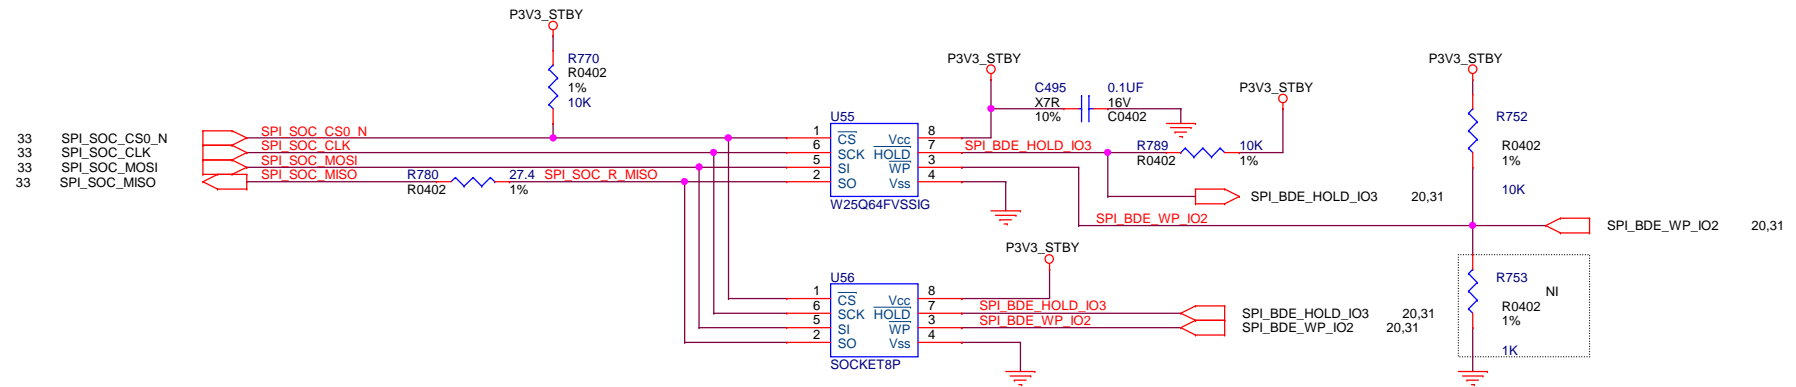 P3V3_STBY
R770
R0402
1%
10K
P3V3_STBY
C495
X7R
10%
0.1UF
16V
C0402
P3V3_STBY
P3V3_STBY
R752
R0402
1%
10K
33 SPI_SOC_CS0_N SPI_SOC_CS0_N
33 SPI_SOC_CLK SPI_SOC_CLK
33 SPI_SOC_MOSI SPI_SOC_MOSI
33 SPI_SOC_MISO SPI_SOC_MISO
R780
R0402
27.4
1%
SPI_SOC_R_MISO
U55
1 CS Vcc 8
6 SCK HOLD 7
5 SI WP 3
2 SO Vss 4
W25Q64FVSSIG
SPI_BDE_HOLD_IO3
R789
R0402
10K
1%
SPI_BDE_HOLD_IO3 20,31
SPI_BDE_WP_IO2
SPI_BDE_WP_IO2 20,31
P3V3_STBY
U56
1 CS Vcc 8
6 SCK HOLD 7
5 SI WP 3
2 SO Vss 4
SOCKET8P
SPI_BDE_HOLD_IO3
SPI_BDE_WP_IO2
SPI_BDE_HOLD_IO3 20,31
SPI_BDE_WP_IO2 20,31
R753
NI
R0402
1%
1K